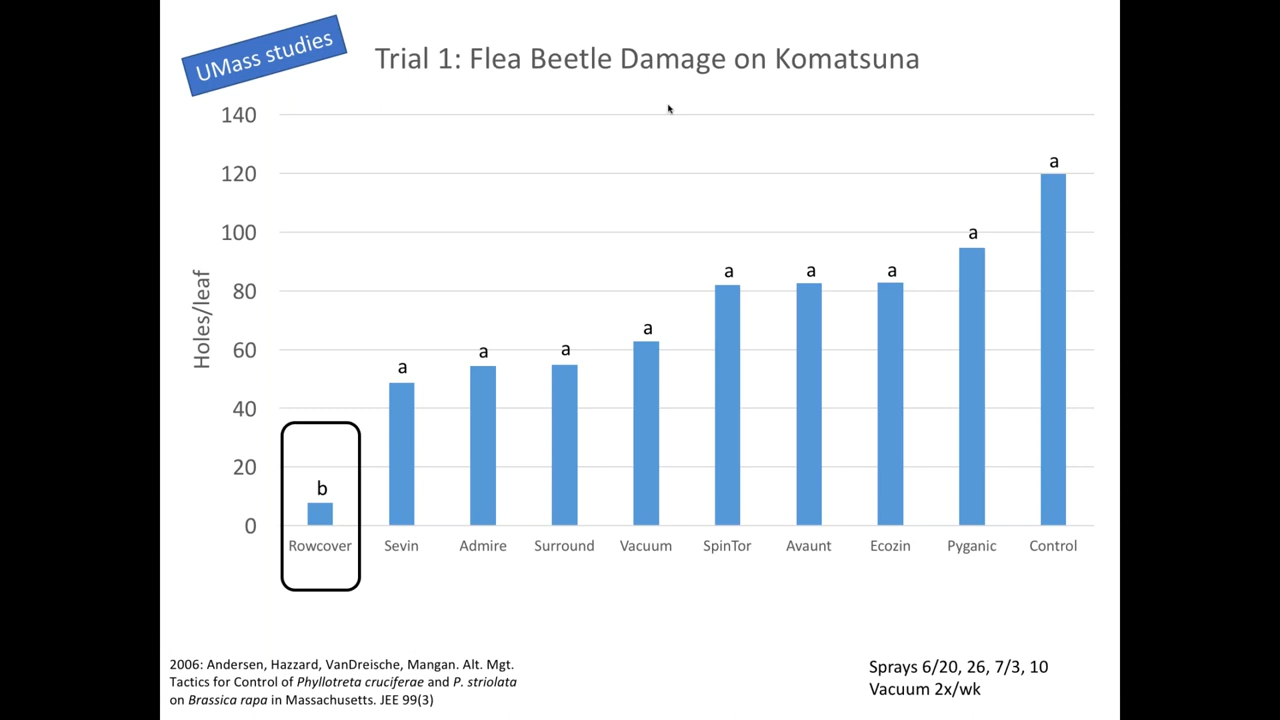 UMass studies
Trial 1: Flea Beetle Damage on Komatsuna
140
120
100
80
60
40
20
0
Holes/leaf
a
a
a
a
a
a
a
a
a
b
Rowcover
Sevin
Admire
Surround
Vacuum
SpinTor
Avaunt
Ecozin
Pyganic
Control
2006: Andersen, Hazzard, VanDreische, Mangan. Alt. Mgt.
Tactics for Control of Phyllotreta cruciferae and P. striolata
on Brassica rapa in Massachusetts. JEE 99(3)
Sprays 6/20, 26, 7/3, 10
Vacuum 2x/wk